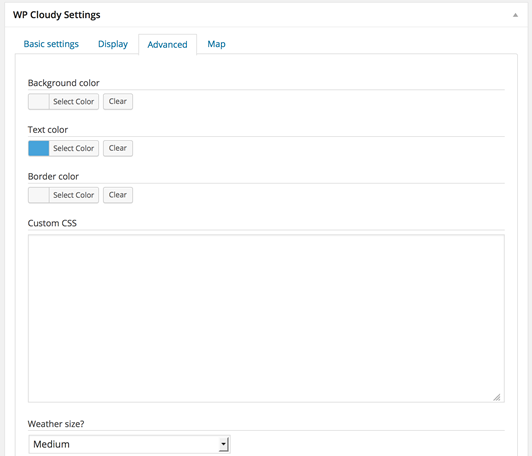 WP Cloudy Settings
Basic settings Display Advanced Map
Background color
Select Color Clear
Text color
Select Color Clear
Border color
Select Color Clear
Custom CSS
Weather size?
Medium